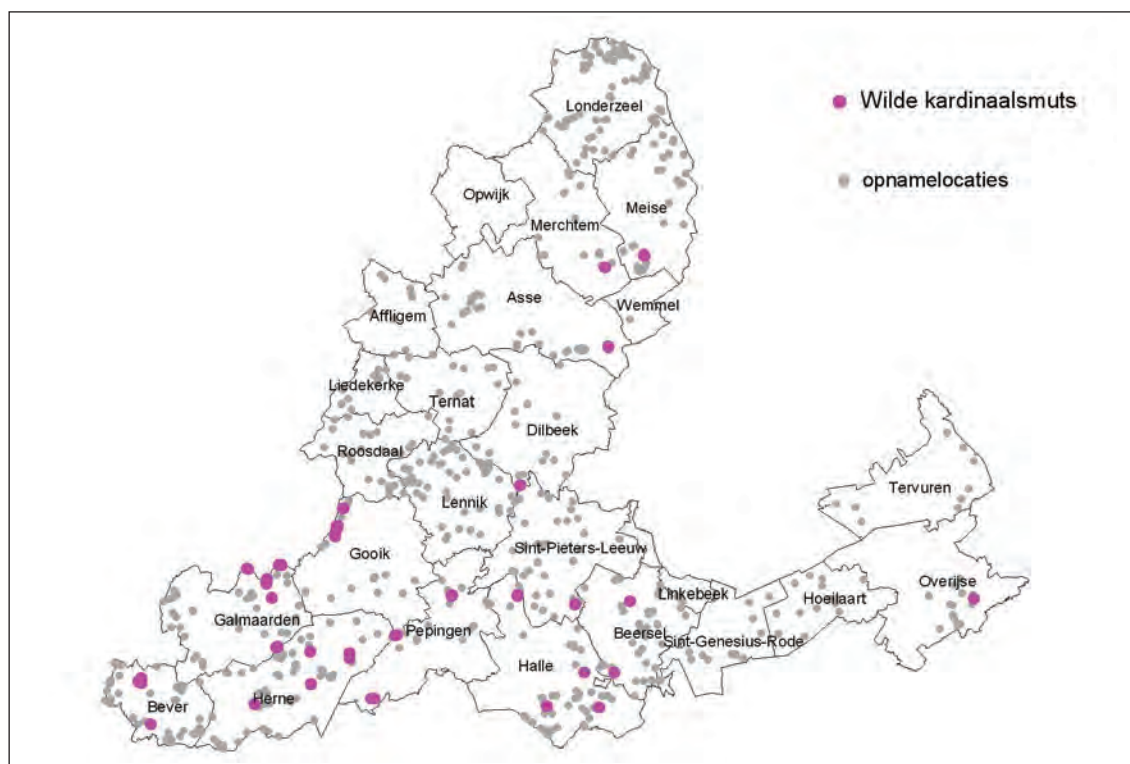 Londerzeel
Wilde kardinaalsmuts
opnamelocaties
Opwijk
Meise
Merchtem
Asse
Wemmel
Affligem
Liedekerke
Ternat
Dilbeek
Roosdaal
Lennik
Tervuren
Gooik
Sint-Pieters-Leeuw
Overijse
Linkebeek
Hoeilaart
Galmaarden
Pepingen
Beersel
Sint-Genesius-Rode
Halle
Herne
Bever